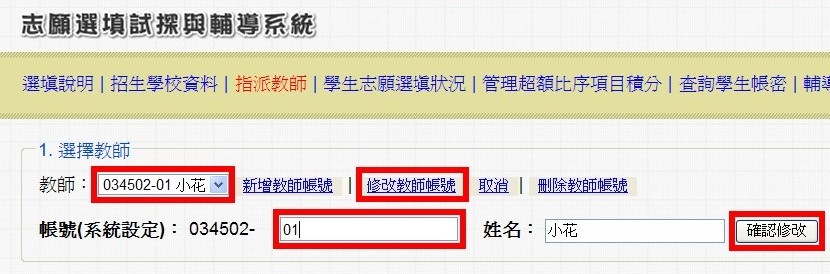 志願選填試探與輔導系統
選填說明 | 招生學校資料 | 指派教師 | 學生志願選填狀況 | 管理超額比序項目積分 | 查詢學生帳密 | 輔導
1. 選擇教師
教師： 034502-01 小花 新增教師帳號 | 修改教師帳號 取消 | 刪除教師帳號
帳號(系統設定)： 034502- 01 姓名： 小花 確認修改